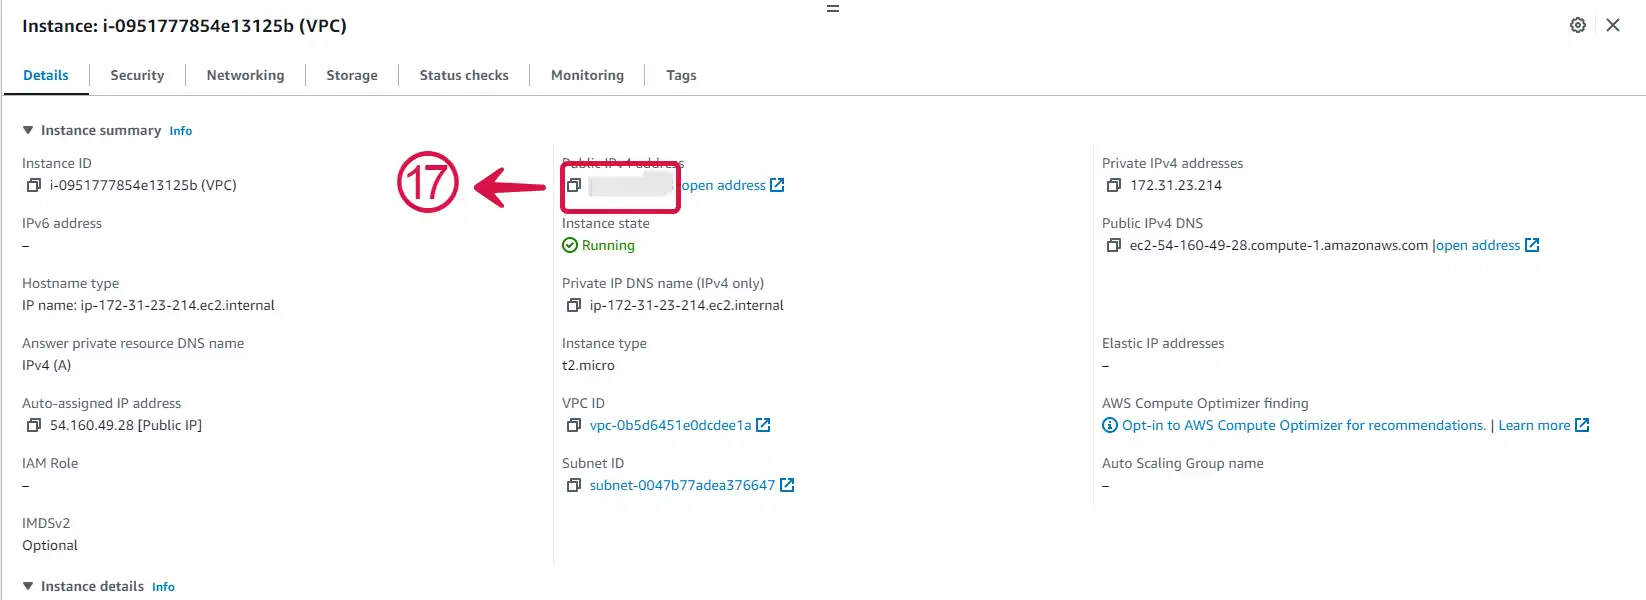 Instance: i-0951777854e13125b (VPC)
Details Security Networking Storage Status checks Monitoring Tags
Instance summary Info
Instance ID
i-0951777854e13125b (VPC)
17
Public IPv4 address
open address
Private IPv4 addresses
172.31.23.214
IPv6 address
–
Instance state
Running
Public IPv4 DNS
ec2-54-160-49-28.compute-1.amazonaws.com |open address
Hostname type
IP name: ip-172-31-23-214.ec2.internal
Private IP DNS name (IPv4 only)
ip-172-31-23-214.ec2.internal
Answer private resource DNS name
IPv4 (A)
Instance type
t2.micro
Elastic IP addresses
–
Auto-assigned IP address
54.160.49.28 [Public IP]
VPC ID
vpc-0b5d6451e0dcdee1a
AWS Compute Optimizer finding
Opt-in to AWS Compute Optimizer for recommendations. | Learn more
IAM Role
–
Subnet ID
subnet-0047b77adea376647
Auto Scaling Group name
–
IMDSv2
Optional
Instance details Info